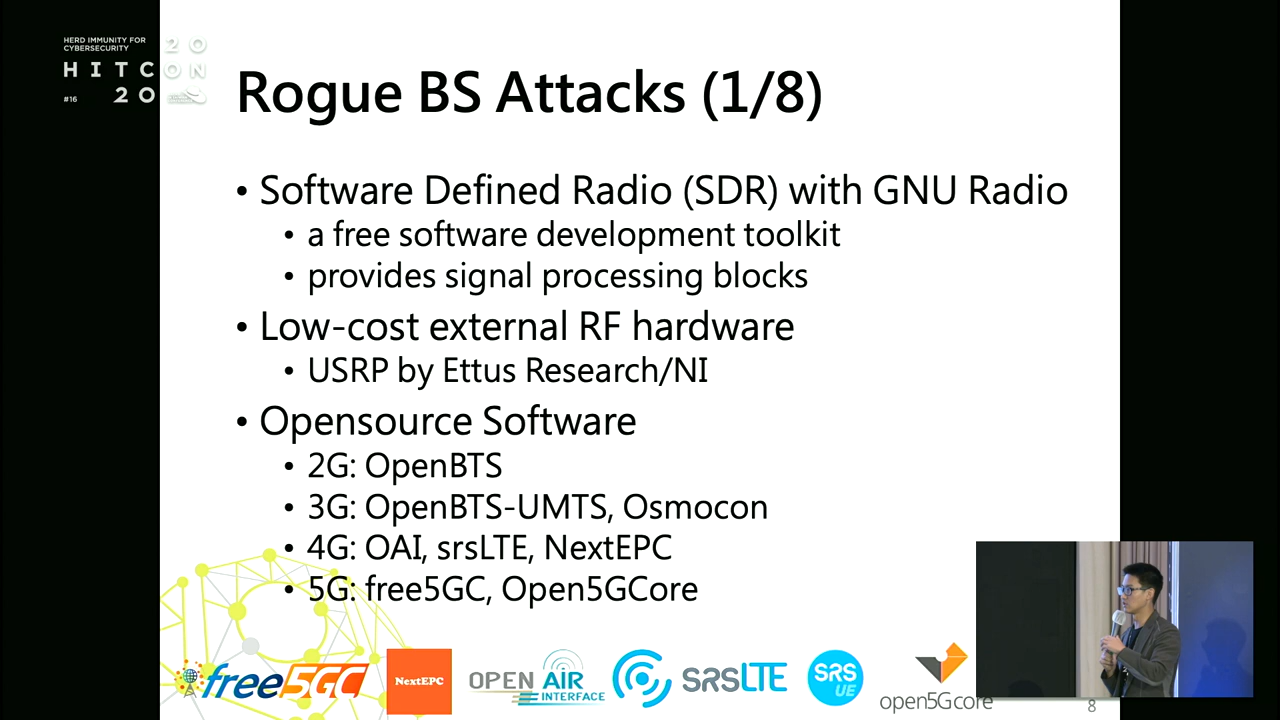 HERD IMMUNITY FOR
CYBERSECURITY
20
HITCON
#16
20
Rogue BS Attacks (1/8)
• Software Defined Radio (SDR) with GNU Radio
• a free software development toolkit
• provides signal processing blocks
• Low-cost external RF hardware
• USRP by Ettus Research/NI
• Opensource Software
• 2G: OpenBTS
• 3G: OpenBTS-UMTS, Osmocon
• 4G: OAI, srsLTE, NextEPC
• 5G: free5GC, Open5GCore
free5GC
NextEPC
OPEN AIR
INTERFACE
SRSLTE
SRS
UE
open5Gcore
8